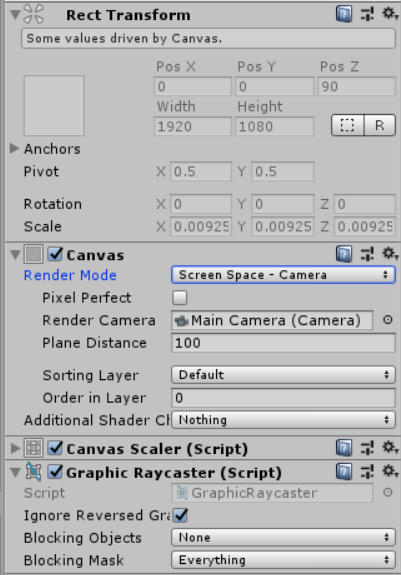 Rect Transform
Some values driven by Canvas.
Pos X Pos Y Pos Z
0 0 90
Width Height
1920 1080 R
Anchors
Pivot X 0.5 Y 0.5
Rotation X 0 Y 0 Z 0
Scale X 0.00925 Y 0.00925 Z 0.00925
Canvas
Render Mode Screen Space - Camera
Pixel Perfect
Render Camera Main Camera (Camera)
Plane Distance 100
Sorting Layer Default
Order in Layer 0
Additional Shader Cl Nothing
Canvas Scaler (Script)
Graphic Raycaster (Script)
Script GraphicRaycaster
Ignore Reversed Gra
Blocking Objects None
Blocking Mask Everything